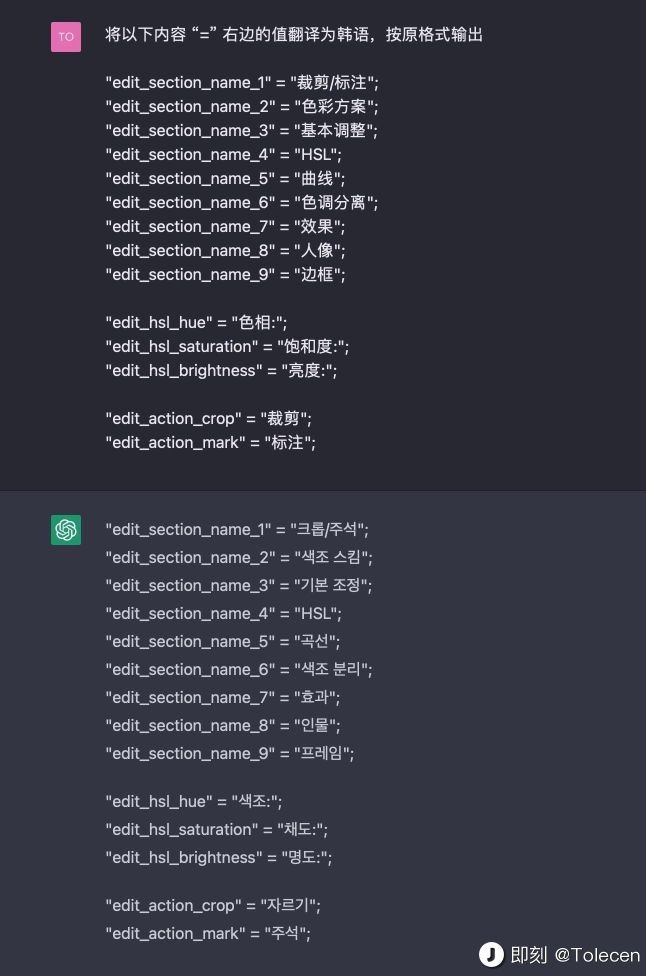 TO
将以下内容 “=” 右边的值翻译为韩语，按原格式输出
"edit_section_name_1" = "裁剪/标注";
"edit_section_name_2" = "色彩方案";
"edit_section_name_3" = "基本调整";
"edit_section_name_4" = "HSL";
"edit_section_name_5" = "曲线";
"edit_section_name_6" = "色调分离";
"edit_section_name_7" = "效果";
"edit_section_name_8" = "人像";
"edit_section_name_9" = "边框";
"edit_hsl_hue" = "色相:";
"edit_hsl_saturation" = "饱和度:";
"edit_hsl_brightness" = "亮度:";
"edit_action_crop" = "裁剪";
"edit_action_mark" = "标注";
"edit_section_name_1" = "크롭/주석";
"edit_section_name_2" = "색조 스킴";
"edit_section_name_3" = "기본 조정";
"edit_section_name_4" = "HSL";
"edit_section_name_5" = "곡선";
"edit_section_name_6" = "색조 분리";
"edit_section_name_7" = "효과";
"edit_section_name_8" = "인물";
"edit_section_name_9" = "프레임";
"edit_hsl_hue" = "색조:";
"edit_hsl_saturation" = "채도:";
"edit_hsl_brightness" = "명도:";
"edit_action_crop" = "자르기";
"edit_action_mark" = "주석";
J 即刻 @Tolecen